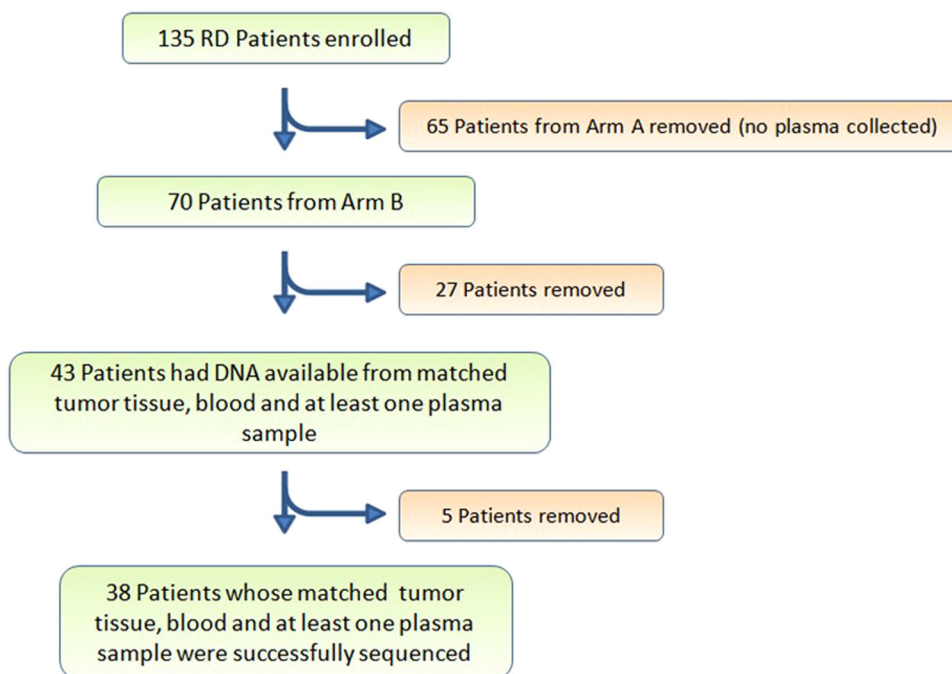 135 RD Patients enrolled
65 Patients from Arm A removed (no plasma collected)
70 Patients from Arm B
27 Patients removed
43 Patients had DNA available from matched
tumor tissue, blood and at least one plasma
sample
5 Patients removed
38 Patients whose matched tumor
tissue, blood and at least one plasma
sample were successfully sequenced